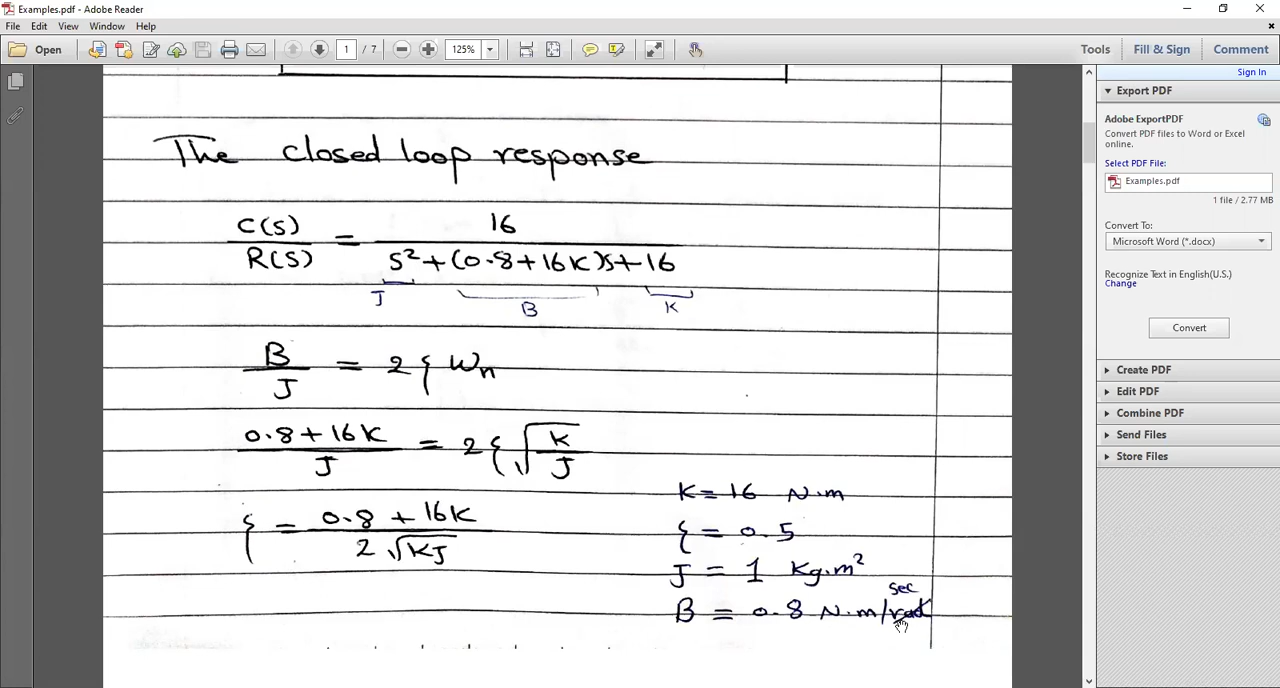 Examples.pdf - Adobe Reader
File Edit View Window Help
Open 1 / 7 125% Tools Fill & Sign Comment
Sign In
Export PDF
Adobe ExportPDF
Convert PDF files to Word or Excel online.
Select PDF File:
Examples.pdf
1 file / 2.77 MB
Convert To:
Microsoft Word (*.docx)
Recognize Text in English(U.S.)
Change
Convert
Create PDF
Edit PDF
Combine PDF
Send Files
Store Files
The closed loop response
C(S)/R(S) = 16/(S² + (0.8+16K)s + 16)
J B K
B/J = 2 ζ Wn
(0.8+16K)/J = 2ζ √(K/J)
ζ = (0.8 + 16K)/(2 √KJ)
K = 16 N.m
ζ = 0.5
J = 1 Kg.m²
sec
B = 0.8 N.m/rad